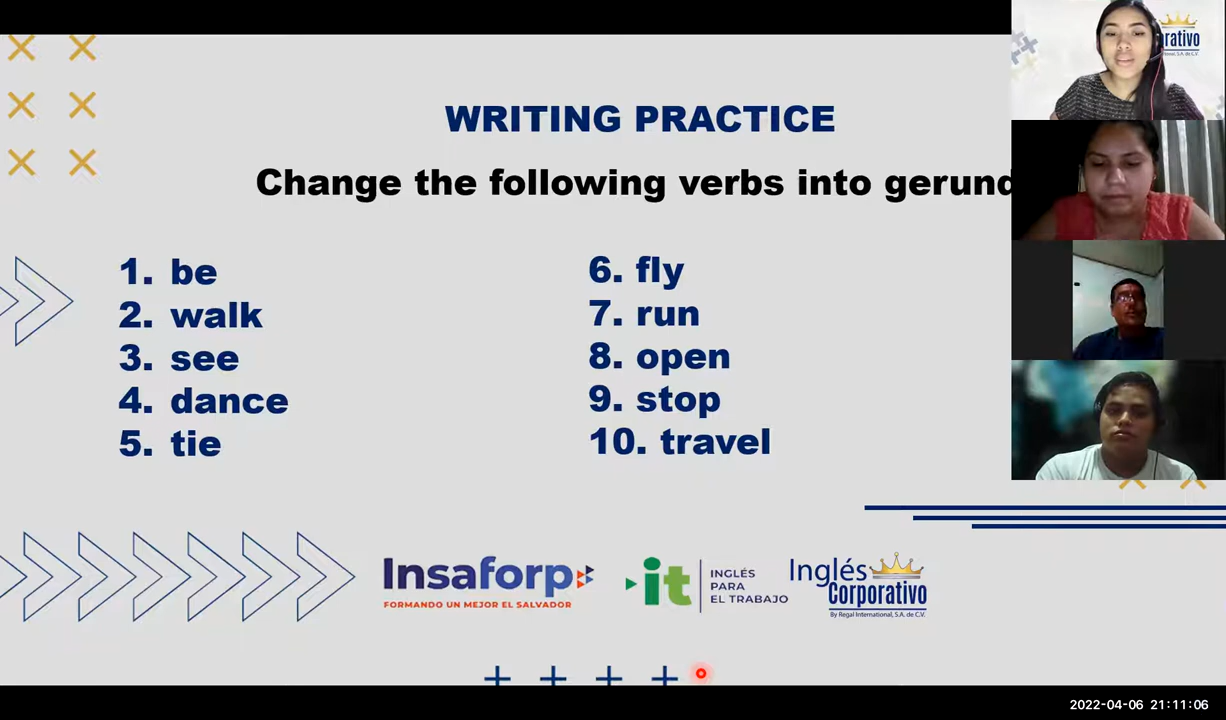 WRITING PRACTICE
Change the following verbs into gerund
1. be
2. walk
3. see
4. dance
5. tie
6. fly
7. run
8. open
9. stop
10. travel
Insaforp
FORMANDO UN MEJOR EL SALVADOR
it
INGLÉS
PARA
EL TRABAJO
Inglés
Corporativo
By Regal International, S.A. de C.V.
rativo
2022-04-06 21:11:06